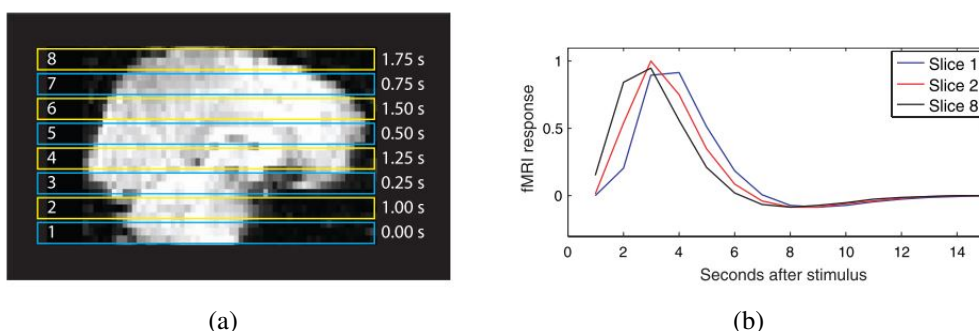 8 1.75 s
7 0.75 s
6 1.50 s
5 0.50 s
4 1.25 s
3 0.25 s
2 1.00 s
1 0.00 s
(a)
fMRI response
1
0.5
0
0 2 4 6 8 10 12 14
Seconds after stimulus
Slice 1
Slice 2
Slice 8
(b)